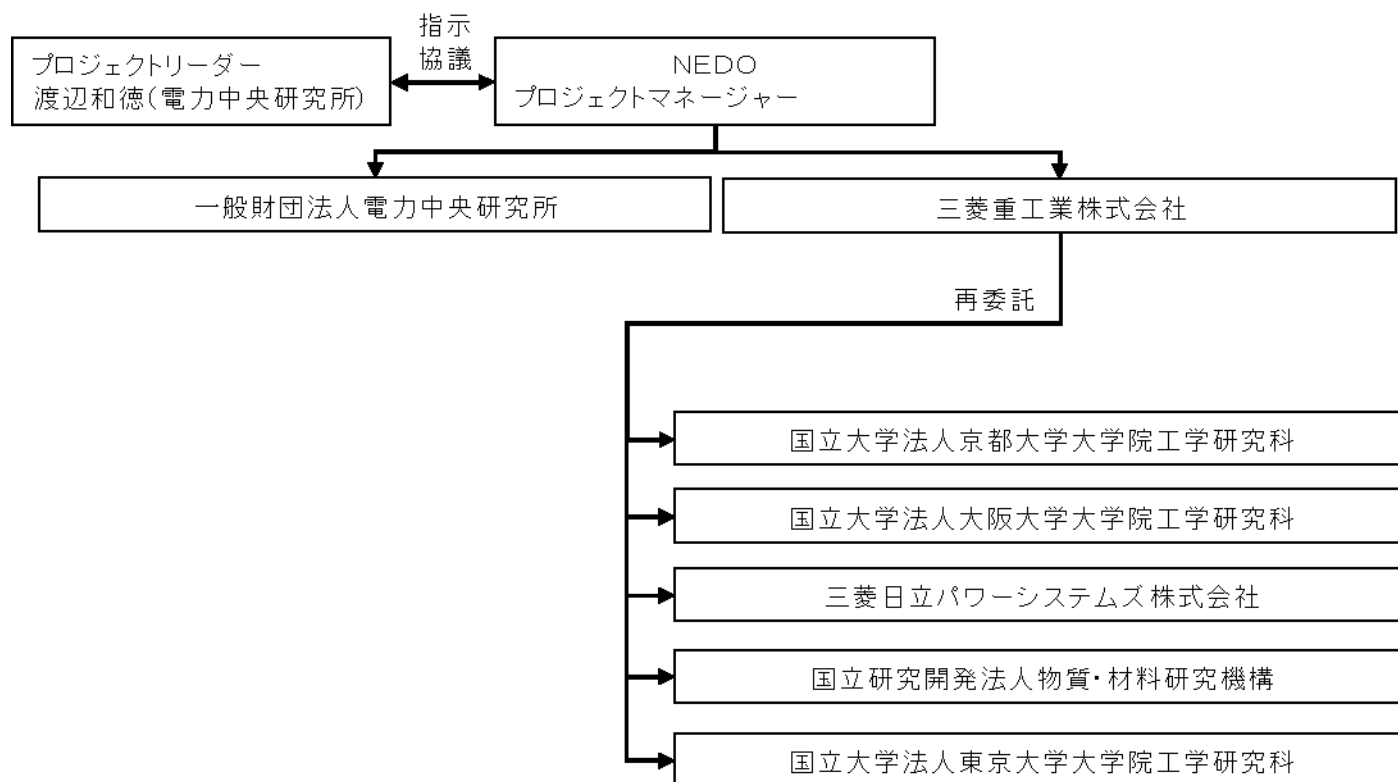 指示
協議
プロジェクトリーダー
渡辺和徳(電力中央研究所)
NEDO
プロジェクトマネージャー
一般財団法人電力中央研究所
三菱重工業株式会社
再委託
国立大学法人京都大学大学院工学研究科
国立大学法人大阪大学大学院工学研究科
三菱日立パワーシステムズ株式会社
国立研究開発法人物質・材料研究機構
国立大学法人東京大学大学院工学研究科